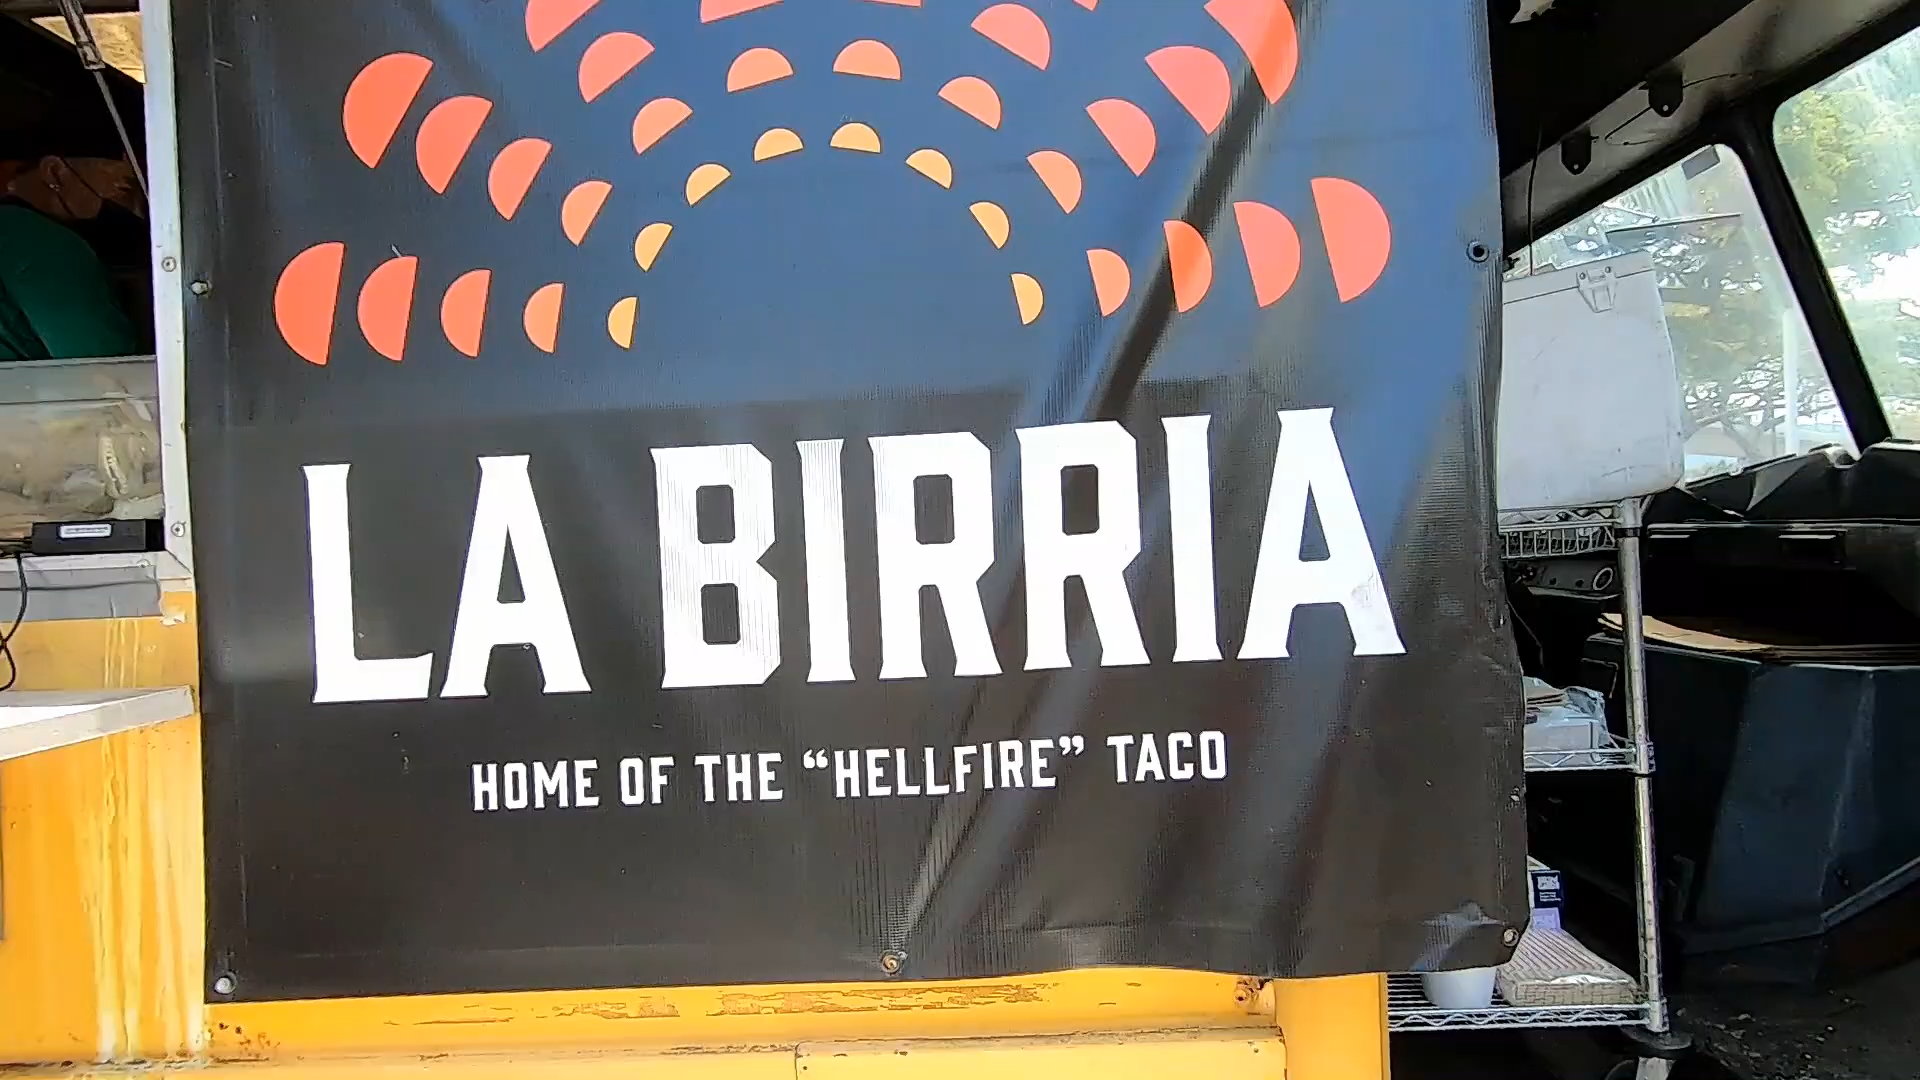 LA BIRRIA
HOME OF THE “HELLFIRE” TACO